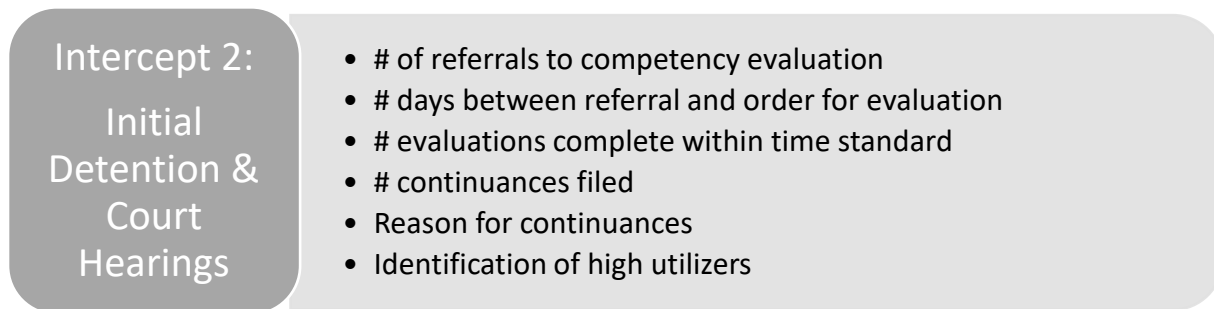 Intercept 2:
Initial
Detention &
Court
Hearings
• # of referrals to competency evaluation
• # days between referral and order for evaluation
• # evaluations complete within time standard
• # continuances filed
• Reason for continuances
• Identification of high utilizers